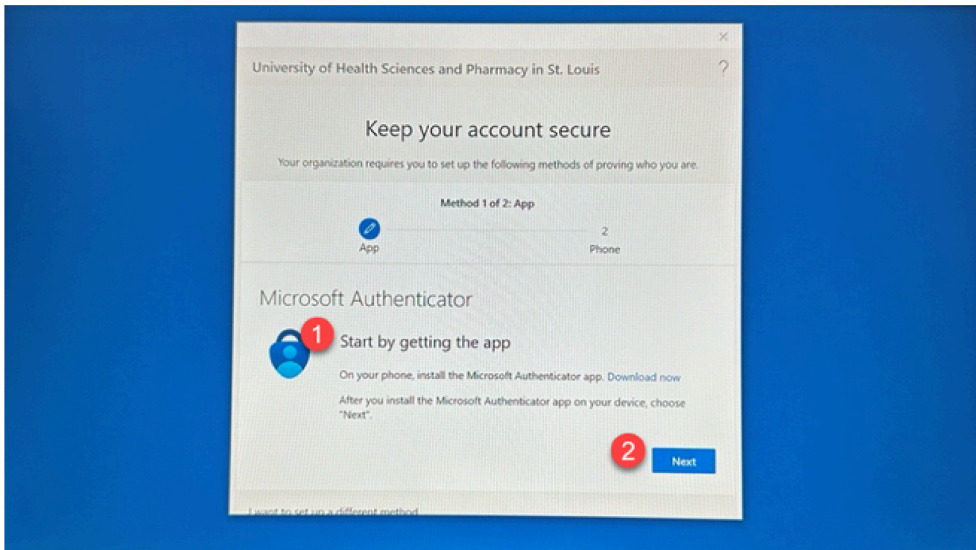 University of Health Sciences and Pharmacy in St. Louis
?
Keep your account secure
Your organization requires you to set up the following methods of proving who you are.
Method 1 of 2: App
2
App
Phone
Microsoft Authenticator
1
Start by getting the app
On your phone, install the Microsoft Authenticator app. Download now
After you install the Microsoft Authenticator app on your device, choose
"Next".
2
Next
I want to set up a different method